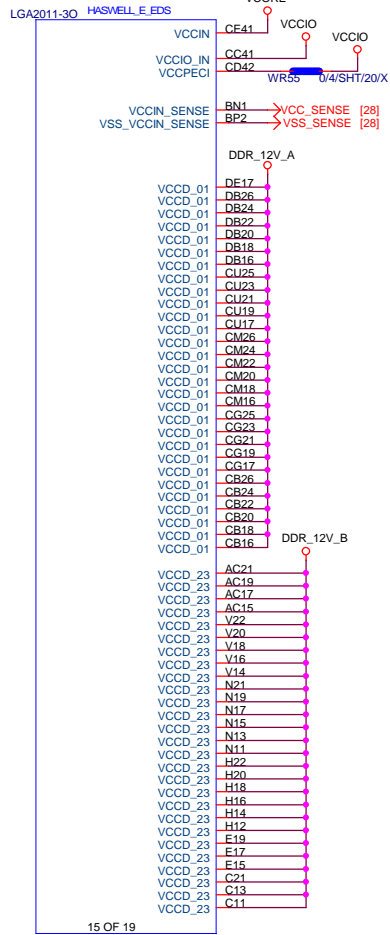 LGA2011-3O HASWELL_E_EDS
VCCIO
VCCIO
VCCIN CE41
VCCIO_IN CC41
VCCPECI CD42
WR55 0/4/SHT/20/X
VCCIN_SENSE BN1 VCC_SENSE [28]
VSS_VCCIN_SENSE BP2 VSS_SENSE [28]
DDR_12V_A
VCCD_01 DE17
VCCD_01 DB26
VCCD_01 DB24
VCCD_01 DB22
VCCD_01 DB20
VCCD_01 DB18
VCCD_01 DB16
VCCD_01 CU25
VCCD_01 CU23
VCCD_01 CU21
VCCD_01 CU19
VCCD_01 CU17
VCCD_01 CM26
VCCD_01 CM24
VCCD_01 CM22
VCCD_01 CM20
VCCD_01 CM18
VCCD_01 CM16
VCCD_01 CG25
VCCD_01 CG23
VCCD_01 CG21
VCCD_01 CG19
VCCD_01 CG17
VCCD_01 CB26
VCCD_01 CB24
VCCD_01 CB22
VCCD_01 CB20
VCCD_01 CB18
VCCD_01 CB16
DDR_12V_B
VCCD_23 AC21
VCCD_23 AC19
VCCD_23 AC17
VCCD_23 AC15
VCCD_23 V22
VCCD_23 V20
VCCD_23 V18
VCCD_23 V16
VCCD_23 V14
VCCD_23 N21
VCCD_23 N19
VCCD_23 N17
VCCD_23 N15
VCCD_23 N13
VCCD_23 N11
VCCD_23 H22
VCCD_23 H20
VCCD_23 H18
VCCD_23 H16
VCCD_23 H14
VCCD_23 H12
VCCD_23 E19
VCCD_23 E17
VCCD_23 E15
VCCD_23 C21
VCCD_23 C13
VCCD_23 C11
15 OF 19